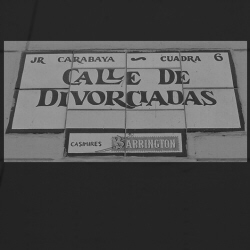 JR CARABAYA ~ CUADRA 6
CALLE DE
DIVORCIADAS
CASIMIRES BARRINGTON